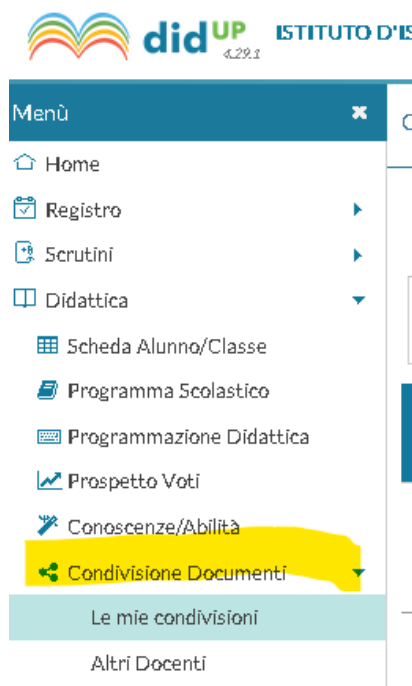 didUP ISTITUTO D'IS
4.29.1
Menù ×
Home
Registro
Scrutini
Didattica
Scheda Alunno/Classe
Programma Scolastico
Programmazione Didattica
Prospetto Voti
Conoscenze/Abilità
Condivisione Documenti
Le mie condivisioni
Altri Docenti